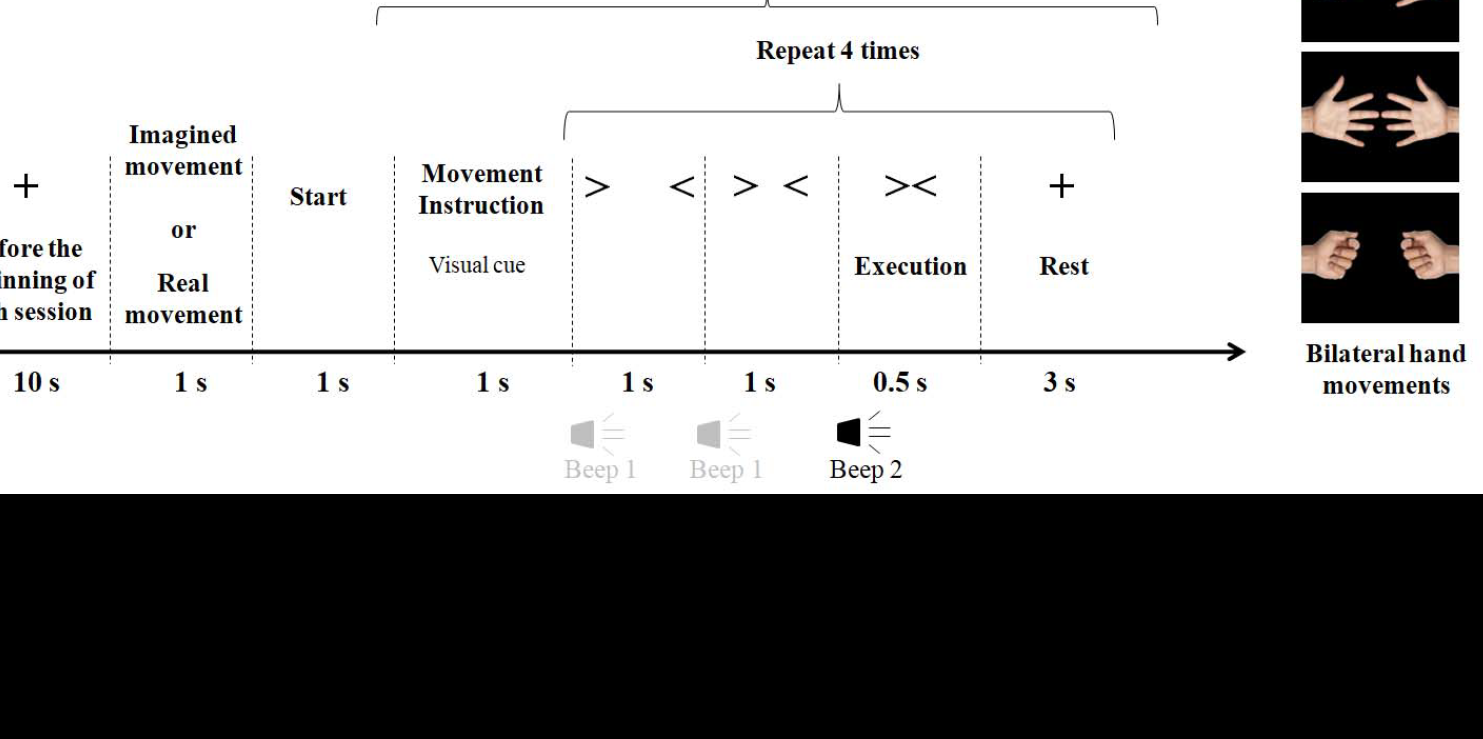 Repeat 4 times
+
fore the
inning of
h session
Imagined
movement
or
Real
movement
Start
Movement
Instruction
Visual cue
> <
> <
><
Execution
+
Rest
10 s
1 s
1 s
1 s
1 s
1 s
0.5 s
3 s
Beep 1
Beep 1
Beep 2
Bilateral hand
movements